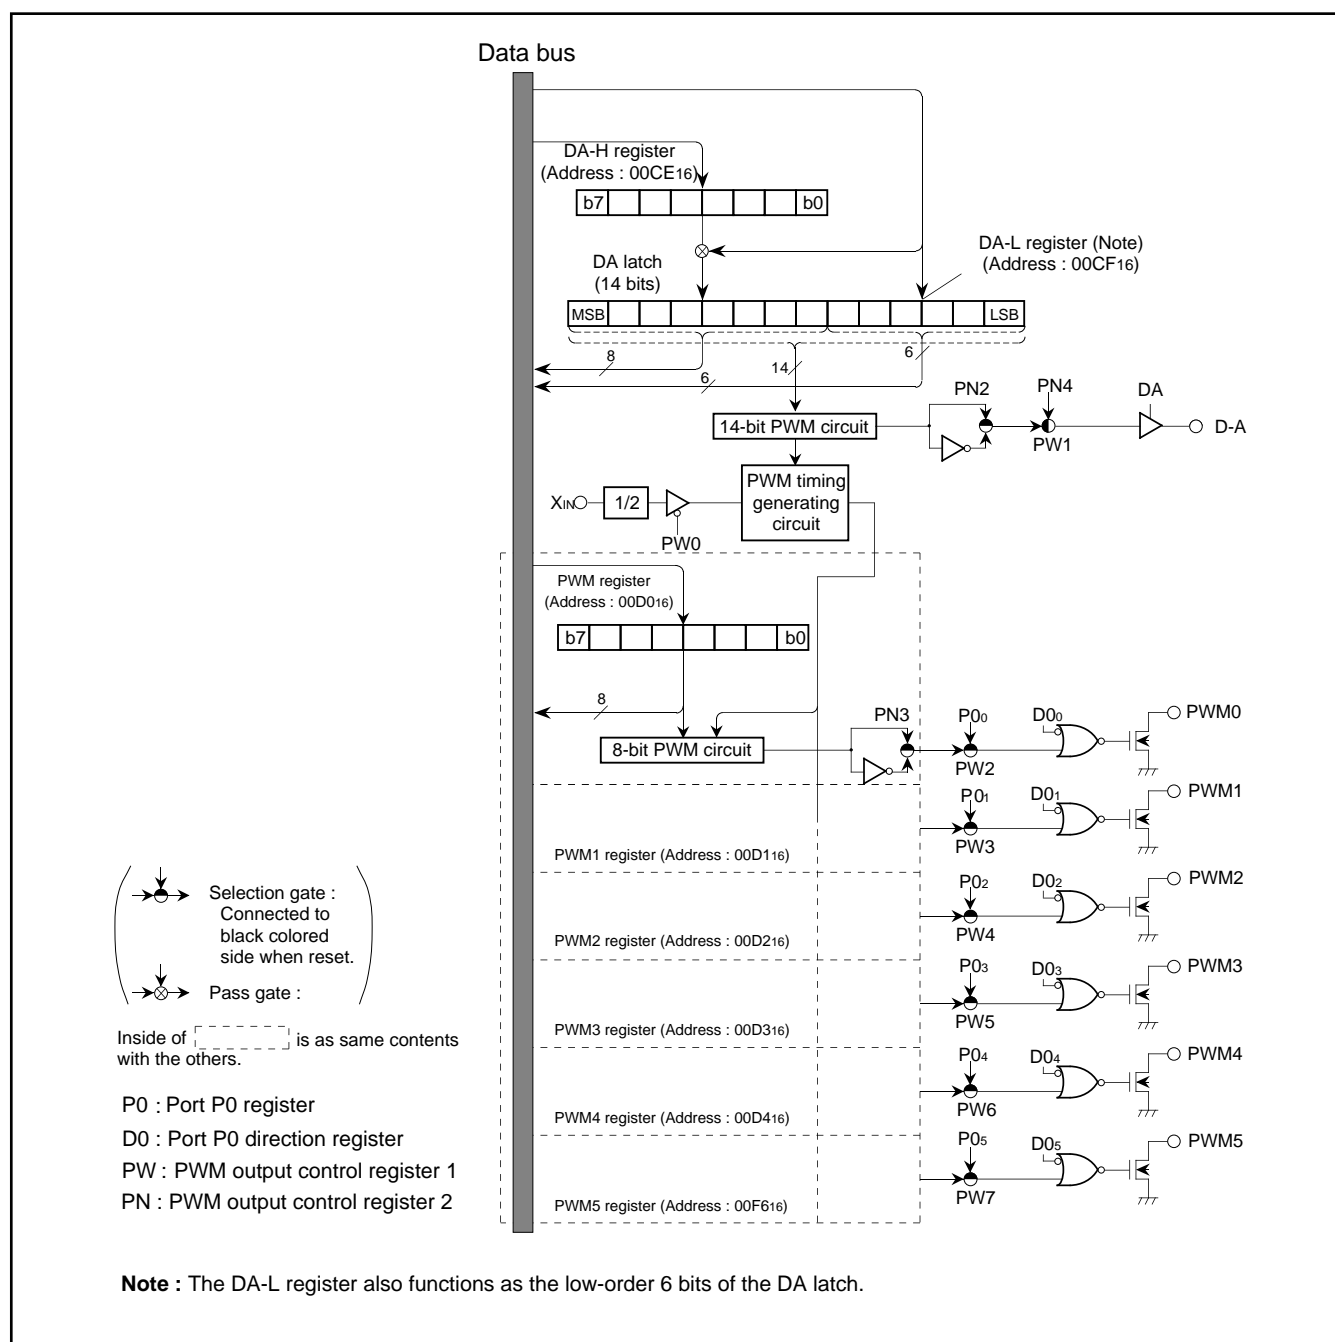 Data bus
DA-H register
(Address : 00CE16)
b7 b0
DA latch
(14 bits)
DA-L register (Note)
(Address : 00CF16)
MSB LSB
8
14
6
6
PN2
PN4
DA
14-bit PWM circuit
PW1
D-A
XIN
1/2
PW0
PWM timing
generating
circuit
PWM register
(Address : 00D016)
b7 b0
8
8-bit PWM circuit
PN3
P00
PW2
D00
PWM0
P01
PW3
D01
PWM1
PWM1 register (Address : 00D116)
P02
PW4
D02
PWM2
PWM2 register (Address : 00D216)
P03
PW5
D03
PWM3
PWM3 register (Address : 00D316)
P04
PW6
D04
PWM4
PWM4 register (Address : 00D416)
P05
PW7
D05
PWM5
PWM5 register (Address : 00F616)
Selection gate :
Connected to
black colored
side when reset.
Pass gate :
Inside of is as same contents
with the others.
P0 : Port P0 register
D0 : Port P0 direction register
PW : PWM output control register 1
PN : PWM output control register 2
Note : The DA-L register also functions as the low-order 6 bits of the DA latch.